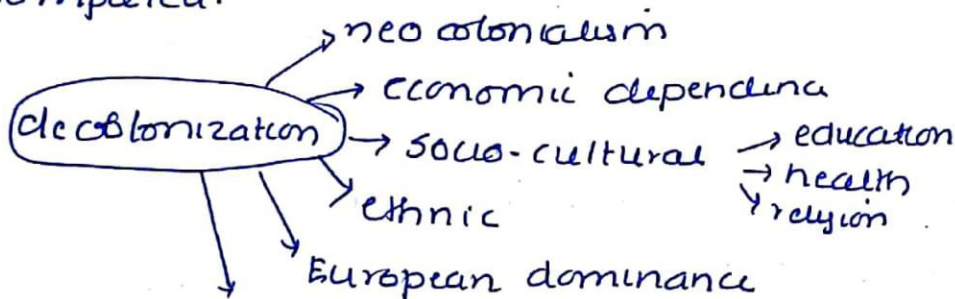 neo colonialism
economic dependence
decolonization
socio-cultural
education
health
religion
ethnic
European dominance